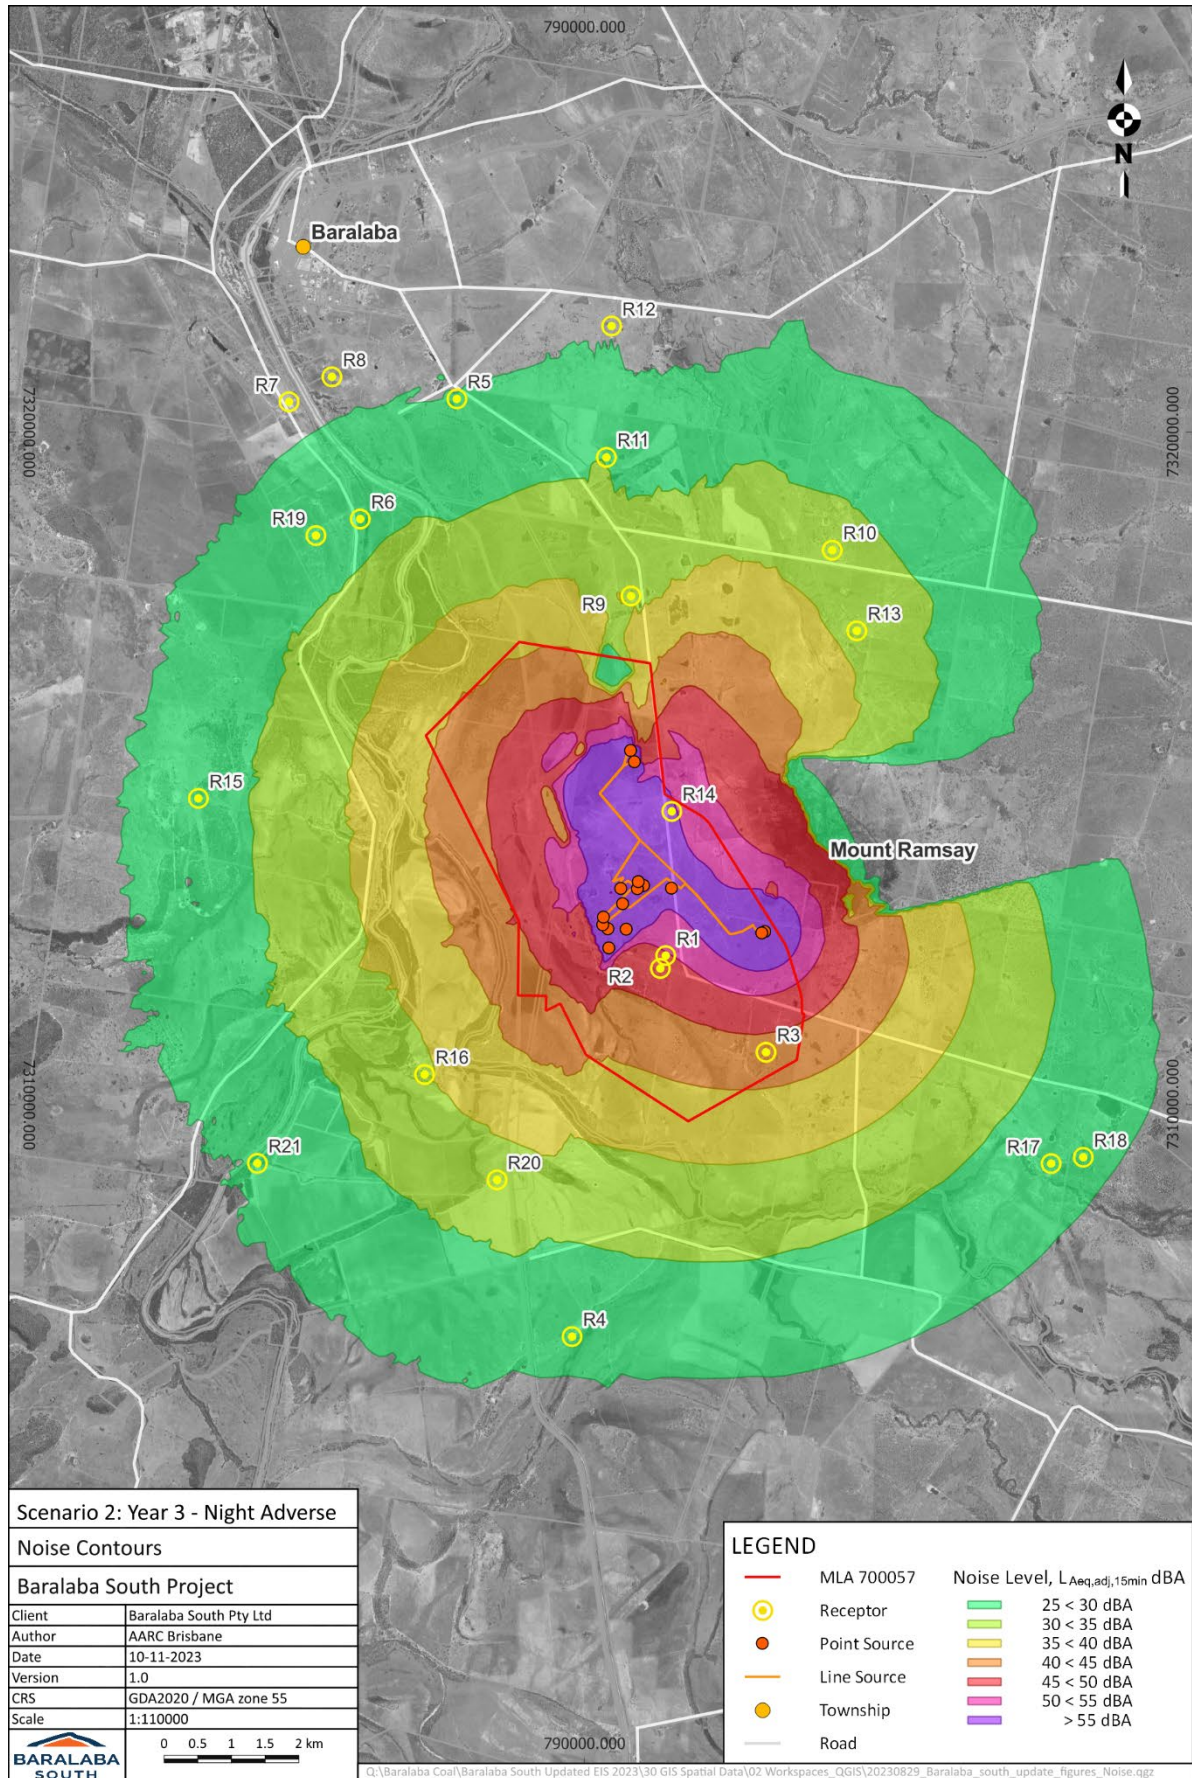 790000.000
N
Baralaba
R12
R8
R7
R5
7320000.000
7320000.000
R11
R6
R19
R10
R9
R13
R15
R14
Mount Ramsay
R1
R2
R3
R16
7310000.000
7310000.000
R17
R18
R21
R20
R4
Scenario 2: Year 3 - Night Adverse
Noise Contours
Baralaba South Project
Client Baralaba South Pty Ltd
Author AARC Brisbane
Date 10-11-2023
Version 1.0
CRS GDA2020 / MGA zone 55
Scale 1:110000
BARALABA
SOUTH
0 0.5 1 1.5 2 km
790000.000
LEGEND
MLA 700057
Receptor
Point Source
Line Source
Township
Road
Noise Level, LAeq,adj,15min dBA
25 < 30 dBA
30 < 35 dBA
35 < 40 dBA
40 < 45 dBA
45 < 50 dBA
50 < 55 dBA
> 55 dBA
Q:\Baralaba Coal\Baralaba South Updated EIS 2023\30 GIS Spatial Data\02 Workspaces_QGIS\20230829_Baralaba_south_update_figures_Noise.qgz